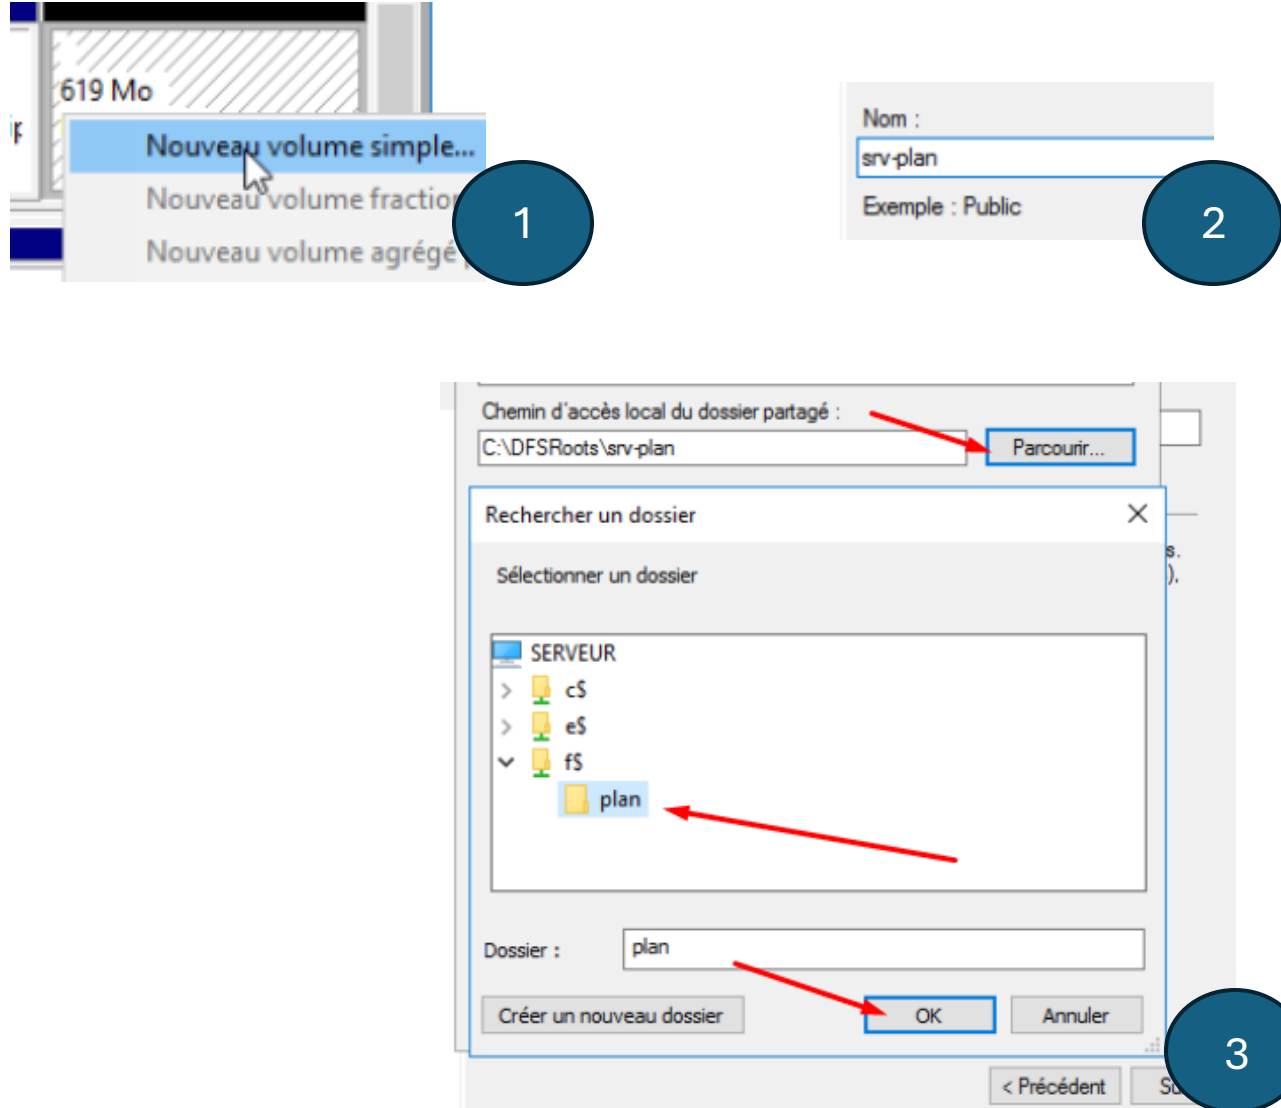 619 Mo
Nouveau volume simple...
Nouveau volume fractio
Nouveau volume agrégé
1
Nom :
srv-plan
Exemple : Public
2
Chemin d'accès local du dossier partagé :
C:\DFSRoots\srv-plan
Parcourir...
Rechercher un dossier
s.
).
Sélectionner un dossier
SERVEUR
c$
e$
f$
plan
Dossier :
plan
Créer un nouveau dossier
OK
Annuler
3
< Précédent